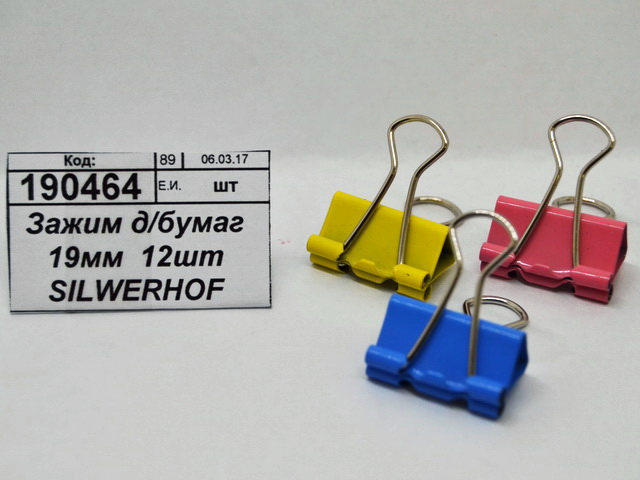 Код: 89 06.03.17
190464 Е.И. шт
Зажим д/бумаг
19мм 12шт
SILWERHOF